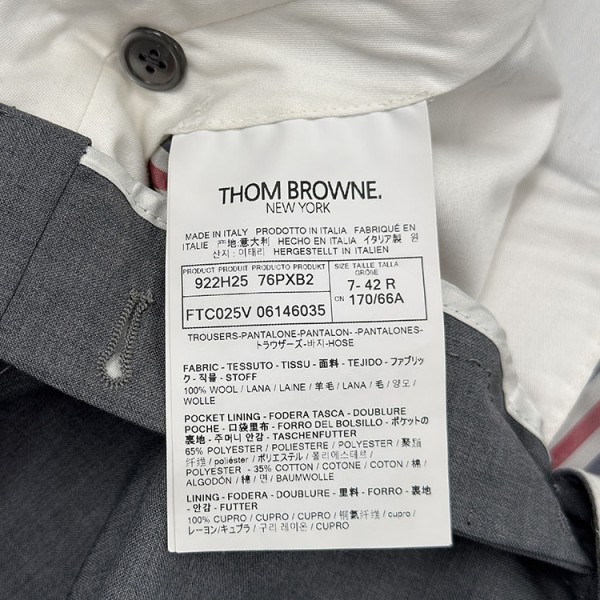 THOM BROWNE.
NEW YORK
MADE IN ITALY PRODOTTO IN ITALIA FABRIQUÉ EN
ITALIE 产地:意大利 HECHO EN ITALIA イタリア製 원
산지: 이태리 HERGESTELLT IN ITALIEN
PRODUCT PRODUIT PRODUCTO PRODUKT
922H25 76PXB2
FTC025V 06146035
SIZE TAILLE TALLA
GRÖßE
7- 42 R
CN 170/66A
TROUSERS-PANTALONE-PANTALON- -PANTALONES-
トラウザーズ-바지-HOSE
FABRIC - TESSUTO - TISSU - 面料 - TEJIDO - ファブリッ
ク - 직물 - STOFF
100% WOOL / LANA / LAINE / 羊毛 / LANA / 毛 / 양모 /
WOLLE
POCKET LINING - FODERA TASCA - DOUBLURE
POCHE - 口袋里布 - FORRO DEL BOLSILLO - ポケットの
裏地 - 주머니 안감 - TASCHENFUTTER
65% POLYESTER / POLIESTERE / POLYESTER / 聚酯
纤维 / poliéster / ポリエステル / 폴리에스테르 /
POLYESTER - 35% COTTON / COTONE / COTON / 棉 /
ALGODÓN / 綿 / 면 / BAUMWOLLE
LINING - FODERA - DOUBLURE - 里料 - FORRO - 裏地
- 안감 - FUTTER
100% CUPRO / CUPRO / CUPRO / 铜氨纤维 / cupro /
レーヨン/キュプラ / 구리 레이온 / CUPRO